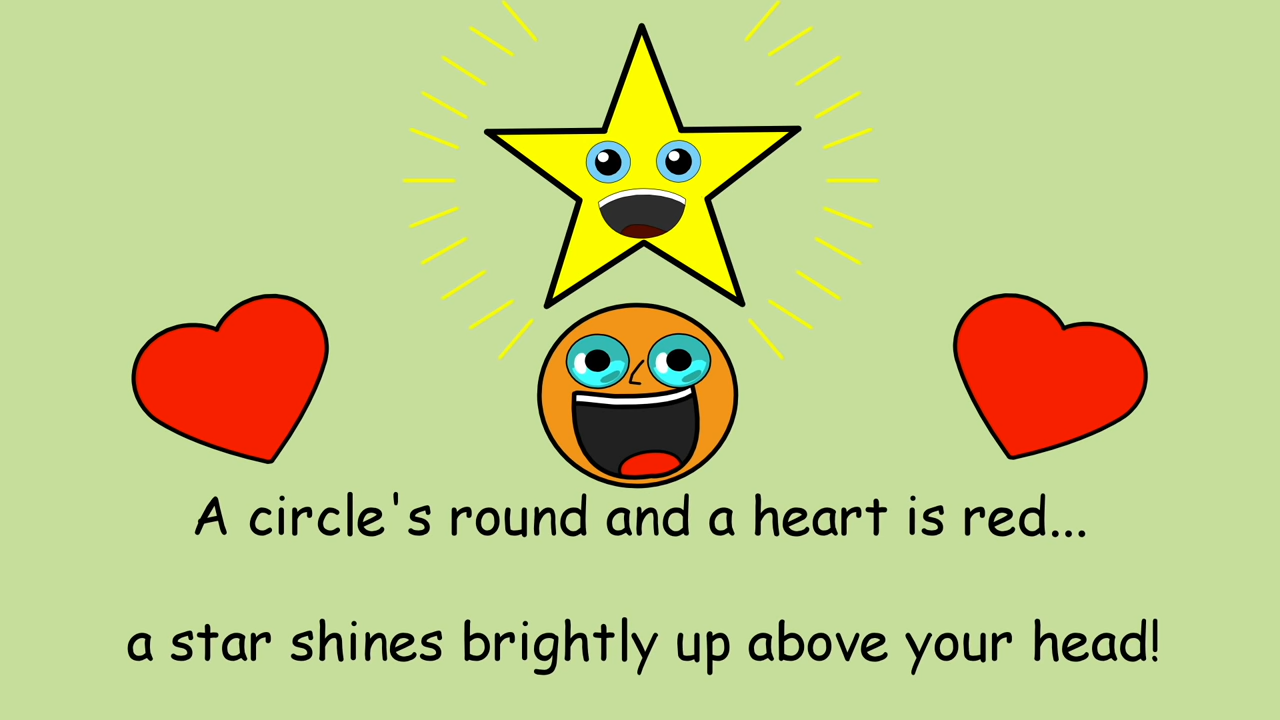 A circle's round and a heart is red...
a star shines brightly up above your head!